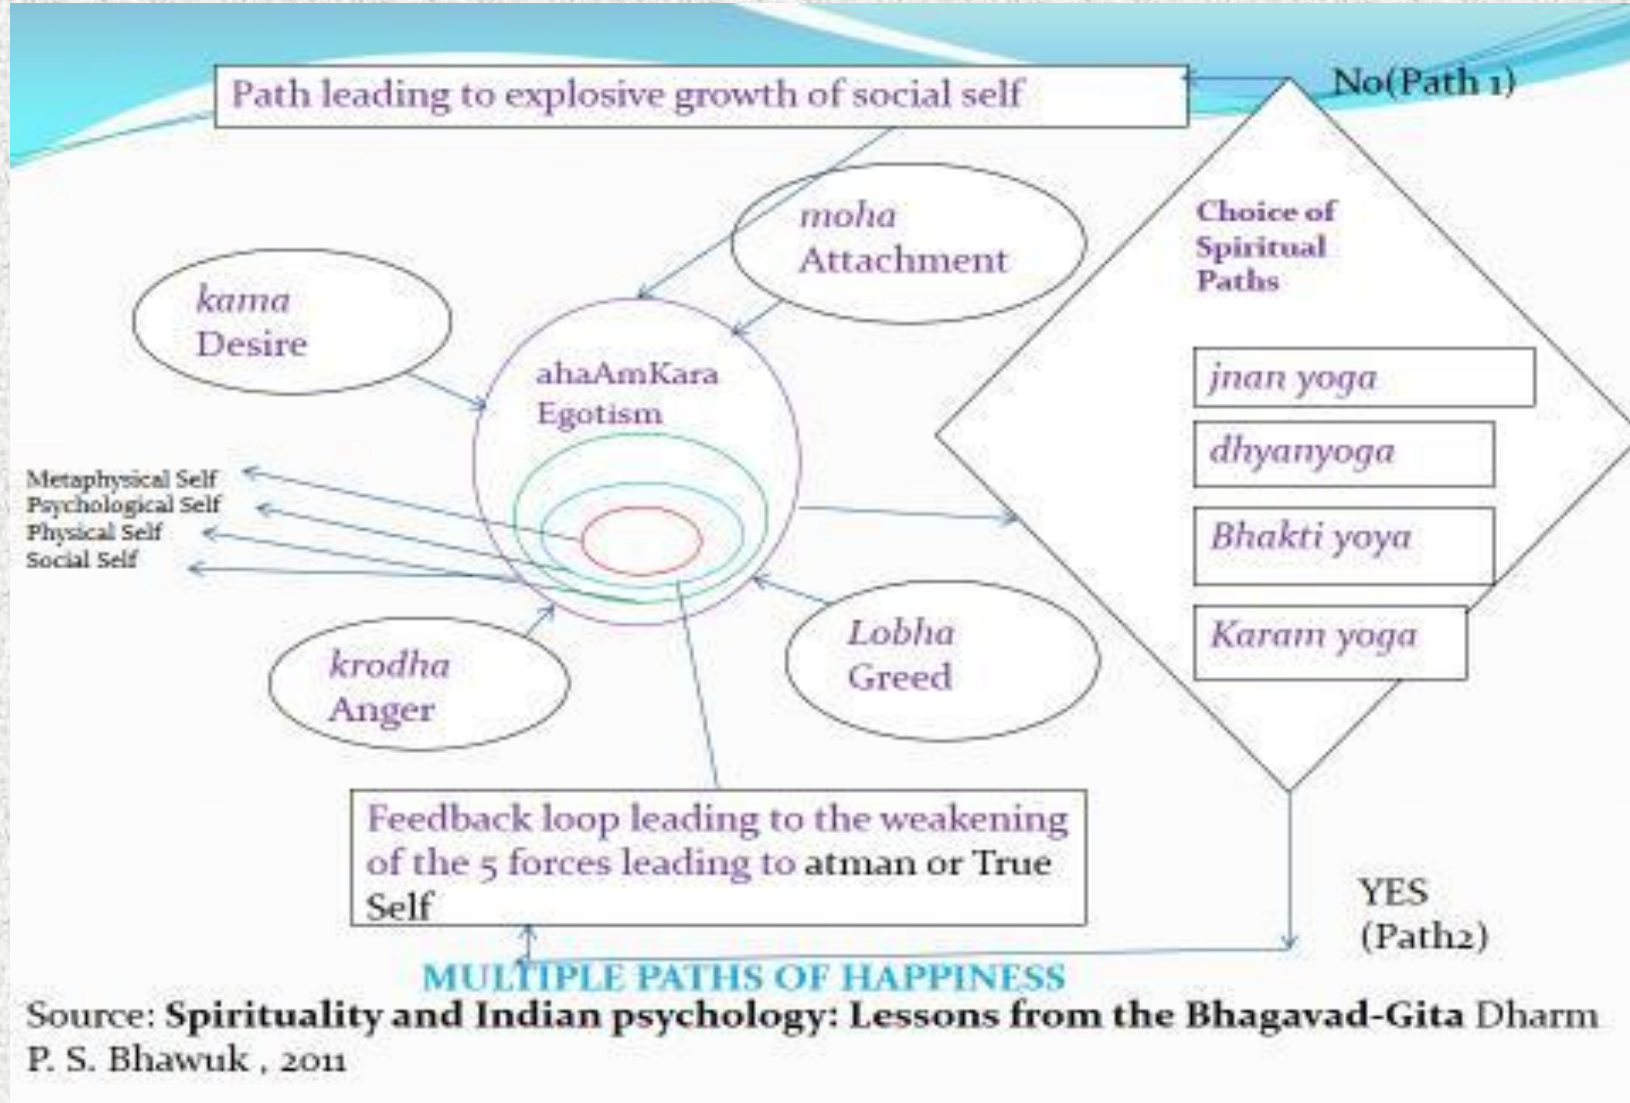 Path leading to explosive growth of social self
No(Path 1)
moha
Attachment
Choice of
Spiritual
Paths
kama
Desire
ahaAmKara
Egotism
jnan yoga
dhyanyoga
Bhakti yoya
Karam yoga
Metaphysical Self
Psychological Self
Physical Self
Social Self
krodha
Anger
Lobha
Greed
Feedback loop leading to the weakening
of the 5 forces leading to atman or True
Self
YES
(Path2)
MULTIPLE PATHS OF HAPPINESS
Source: Spirituality and Indian psychology: Lessons from the Bhagavad-Gita Dharm
P. S. Bhawuk , 2011